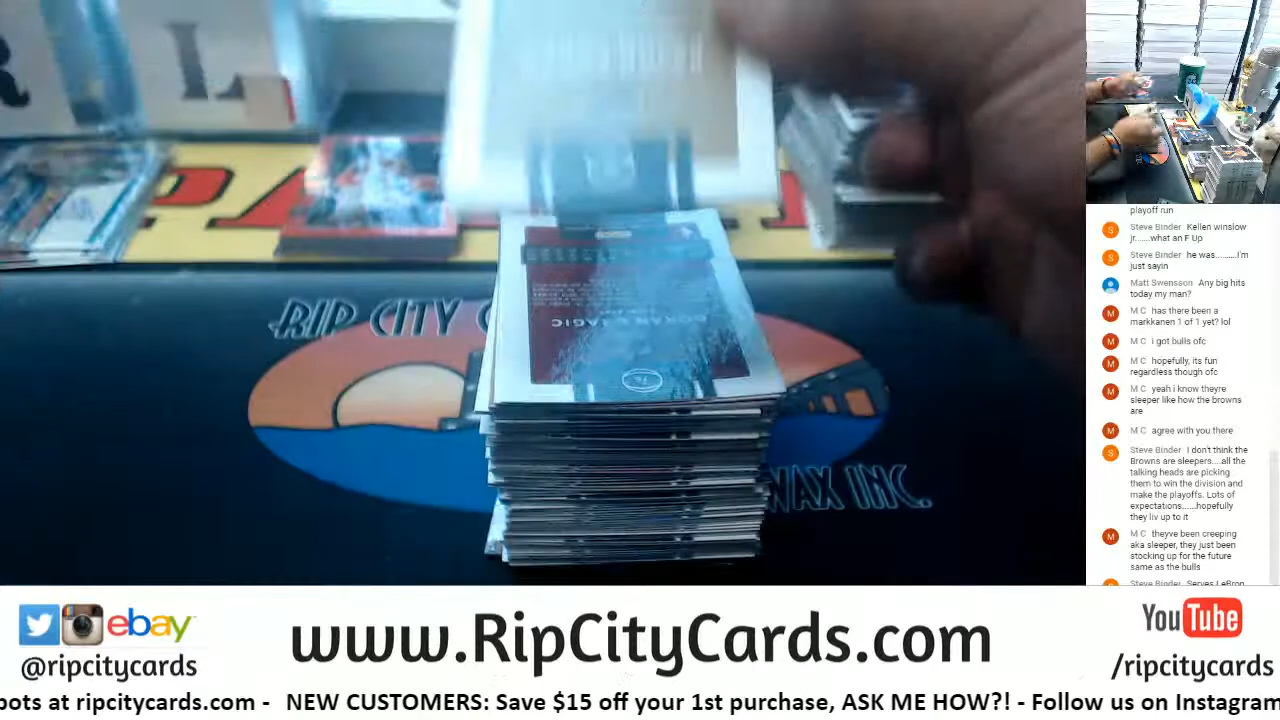 R L
RIP CITY
WAX INC.
playoff run
Steve Binder Kellen winslow
jr.......what an F Up
Steve Binder he was.........I'm
just sayin
Matt Swensson Any big hits
today my man?
M C has there been a
markkanen 1 of 1 yet? lol
M C i got bulls ofc
M C hopefully, its fun
regardless though ofc
M C yeah i know theyre
sleeper like how the browns
are
M C agree with you there
Steve Binder I don't think the
Browns are sleepers....all the
talking heads are picking
them to win the division and
make the playoffs. Lots of
expectations......hopefully
they liv up to it
M C theyve been creeping
aka sleeper, they just been
stocking up for the future
same as the bulls
Steve Binder Serves LeBron
ebay
@ripcitycards
www.RipCityCards.com
YouTube
/ripcitycards
pots at ripcitycards.com - NEW CUSTOMERS: Save $15 off your 1st purchase, ASK ME HOW?! - Follow us on Instagram